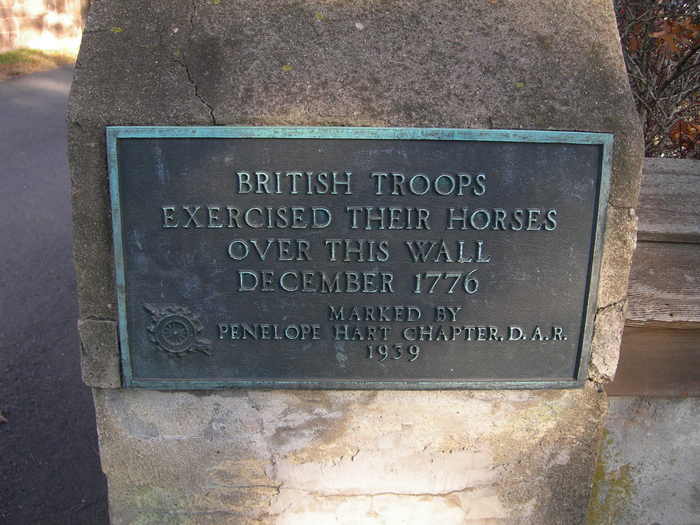 BRITISH TROOPS
EXERCISED THEIR HORSES
OVER THIS WALL
DECEMBER 1776
MARKED BY
PENELOPE HART CHAPTER, D.A.R.
1939